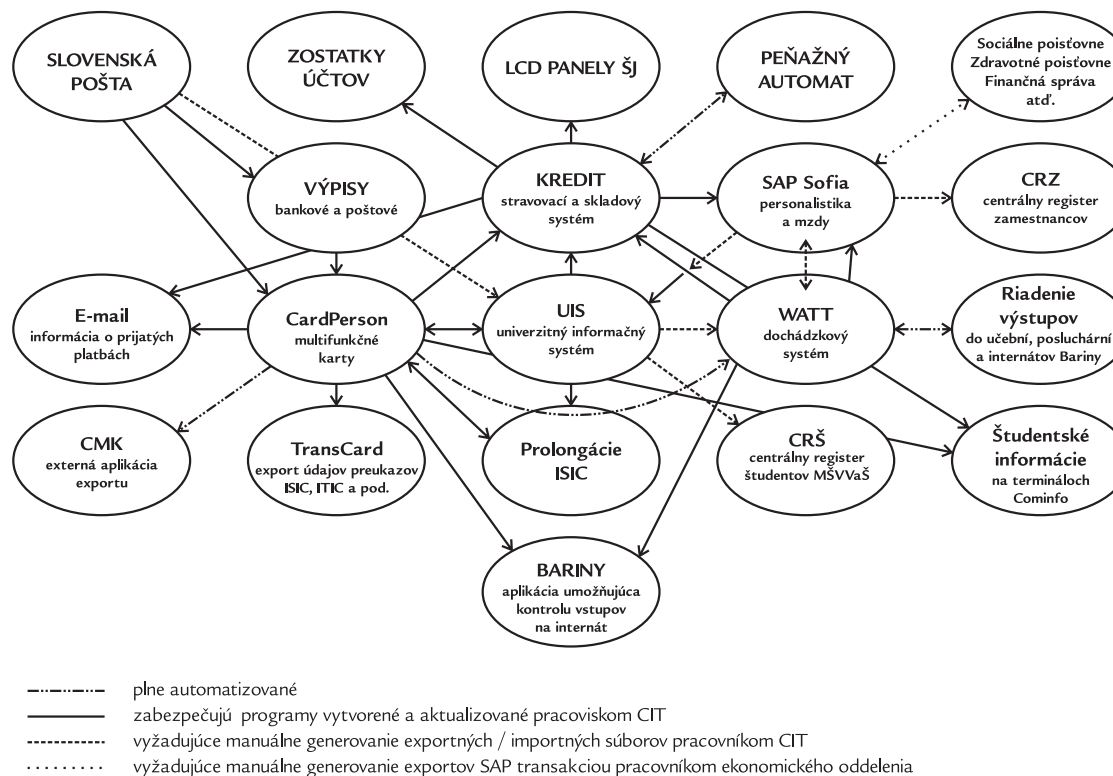 SLOVENSKÁ
POŠTA
ZOSTATKY
ÚČTOV
LCD PANELY ŠJ
PEŇAŽNÝ
AUTOMAT
Sociálne poisťovne
Zdravotné poisťovne
Finančná správa
atď.
VÝPISY
bankové a poštové
KREDIT
stravovací a skladový
systém
SAP Sofia
personalistika
a mzdy
CRZ
centrálny register
zamestnancov
E-mail
informácia o prijatých
platbách
CardPerson
multifunkčné
karty
UIS
univerzitný informačný
systém
WATT
dochádzkový
systém
Riadenie
výstupov
do učební, poslucharní
a internátov Bariny
CMK
externá aplikácia
exportu
TransCard
export údajov preukazov
ISIC, ITIC a pod.
Prolongácie
ISIC
CRŠ
centrálny register
študentov MŠVVaŠ
Študentské
informácie
na termináloch
Cominfo
BARINY
aplikácia umožňujúca
kontrolu vstupov
na internát
plne automatizované
zabezpečujú programy vytvorené a aktualizované pracoviskom CIT
vyžadujúce manuálne generovanie exportných / importných súborov pracovníkom CIT
vyžadujúce manuálne generovanie exportov SAP transakciou pracovníkom ekonomického oddelenia